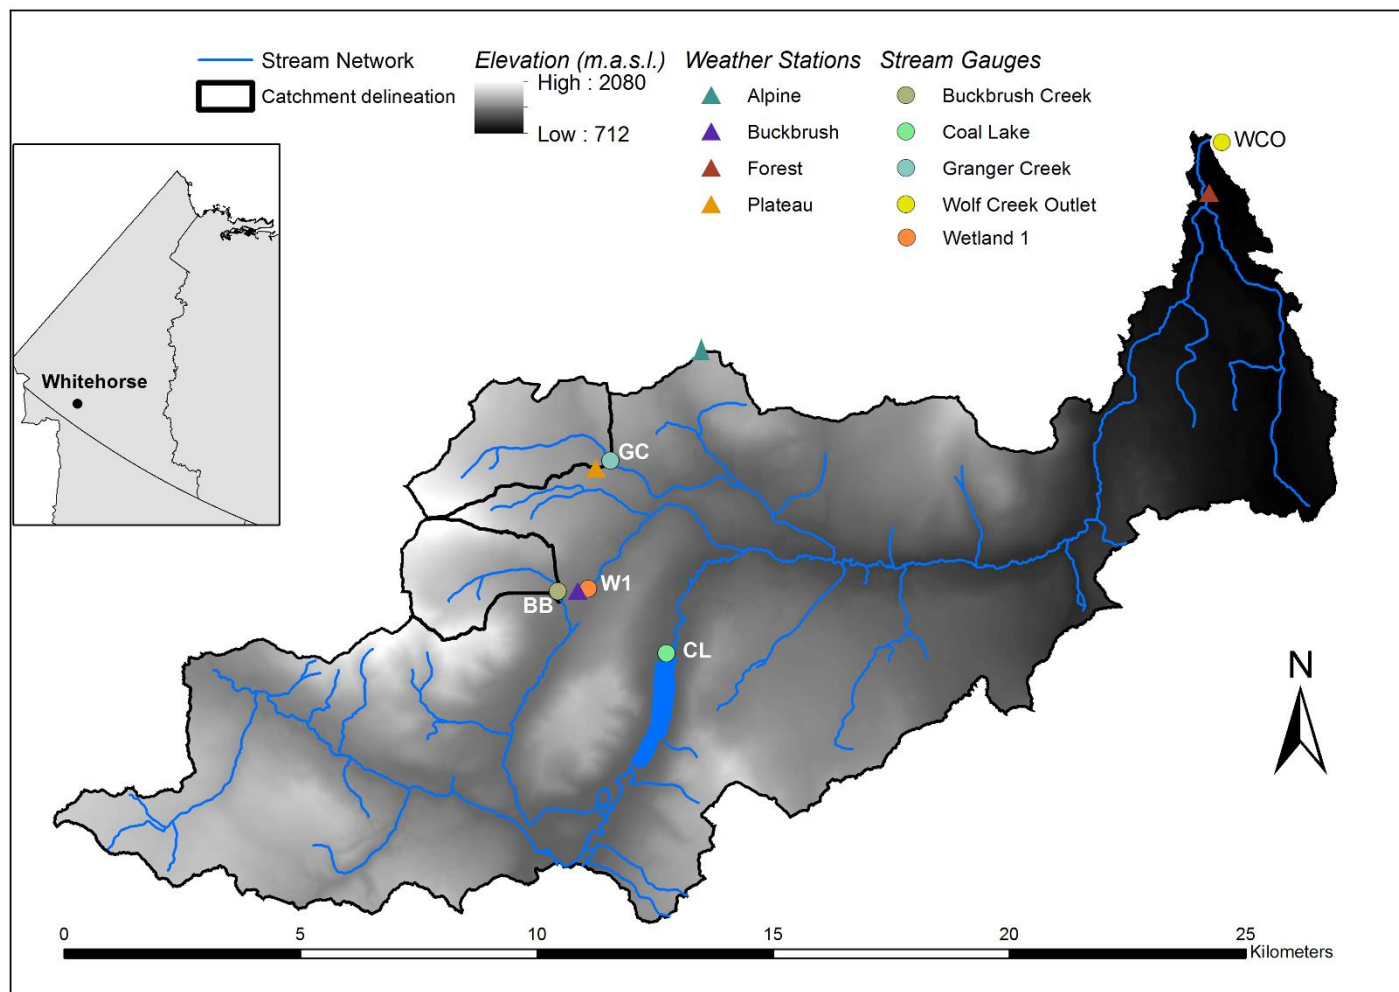 Stream Network
Catchment delineation
Elevation (m.a.s.l.)
High : 2080
Low : 712
Weather Stations
Alpine
Buckbrush
Forest
Plateau
Stream Gauges
Buckbrush Creek
Coal Lake
Granger Creek
Wolf Creek Outlet
Wetland 1
WCO
Whitehorse
GC
W1
BB
CL
N
0 5 10 15 20 25
Kilometers